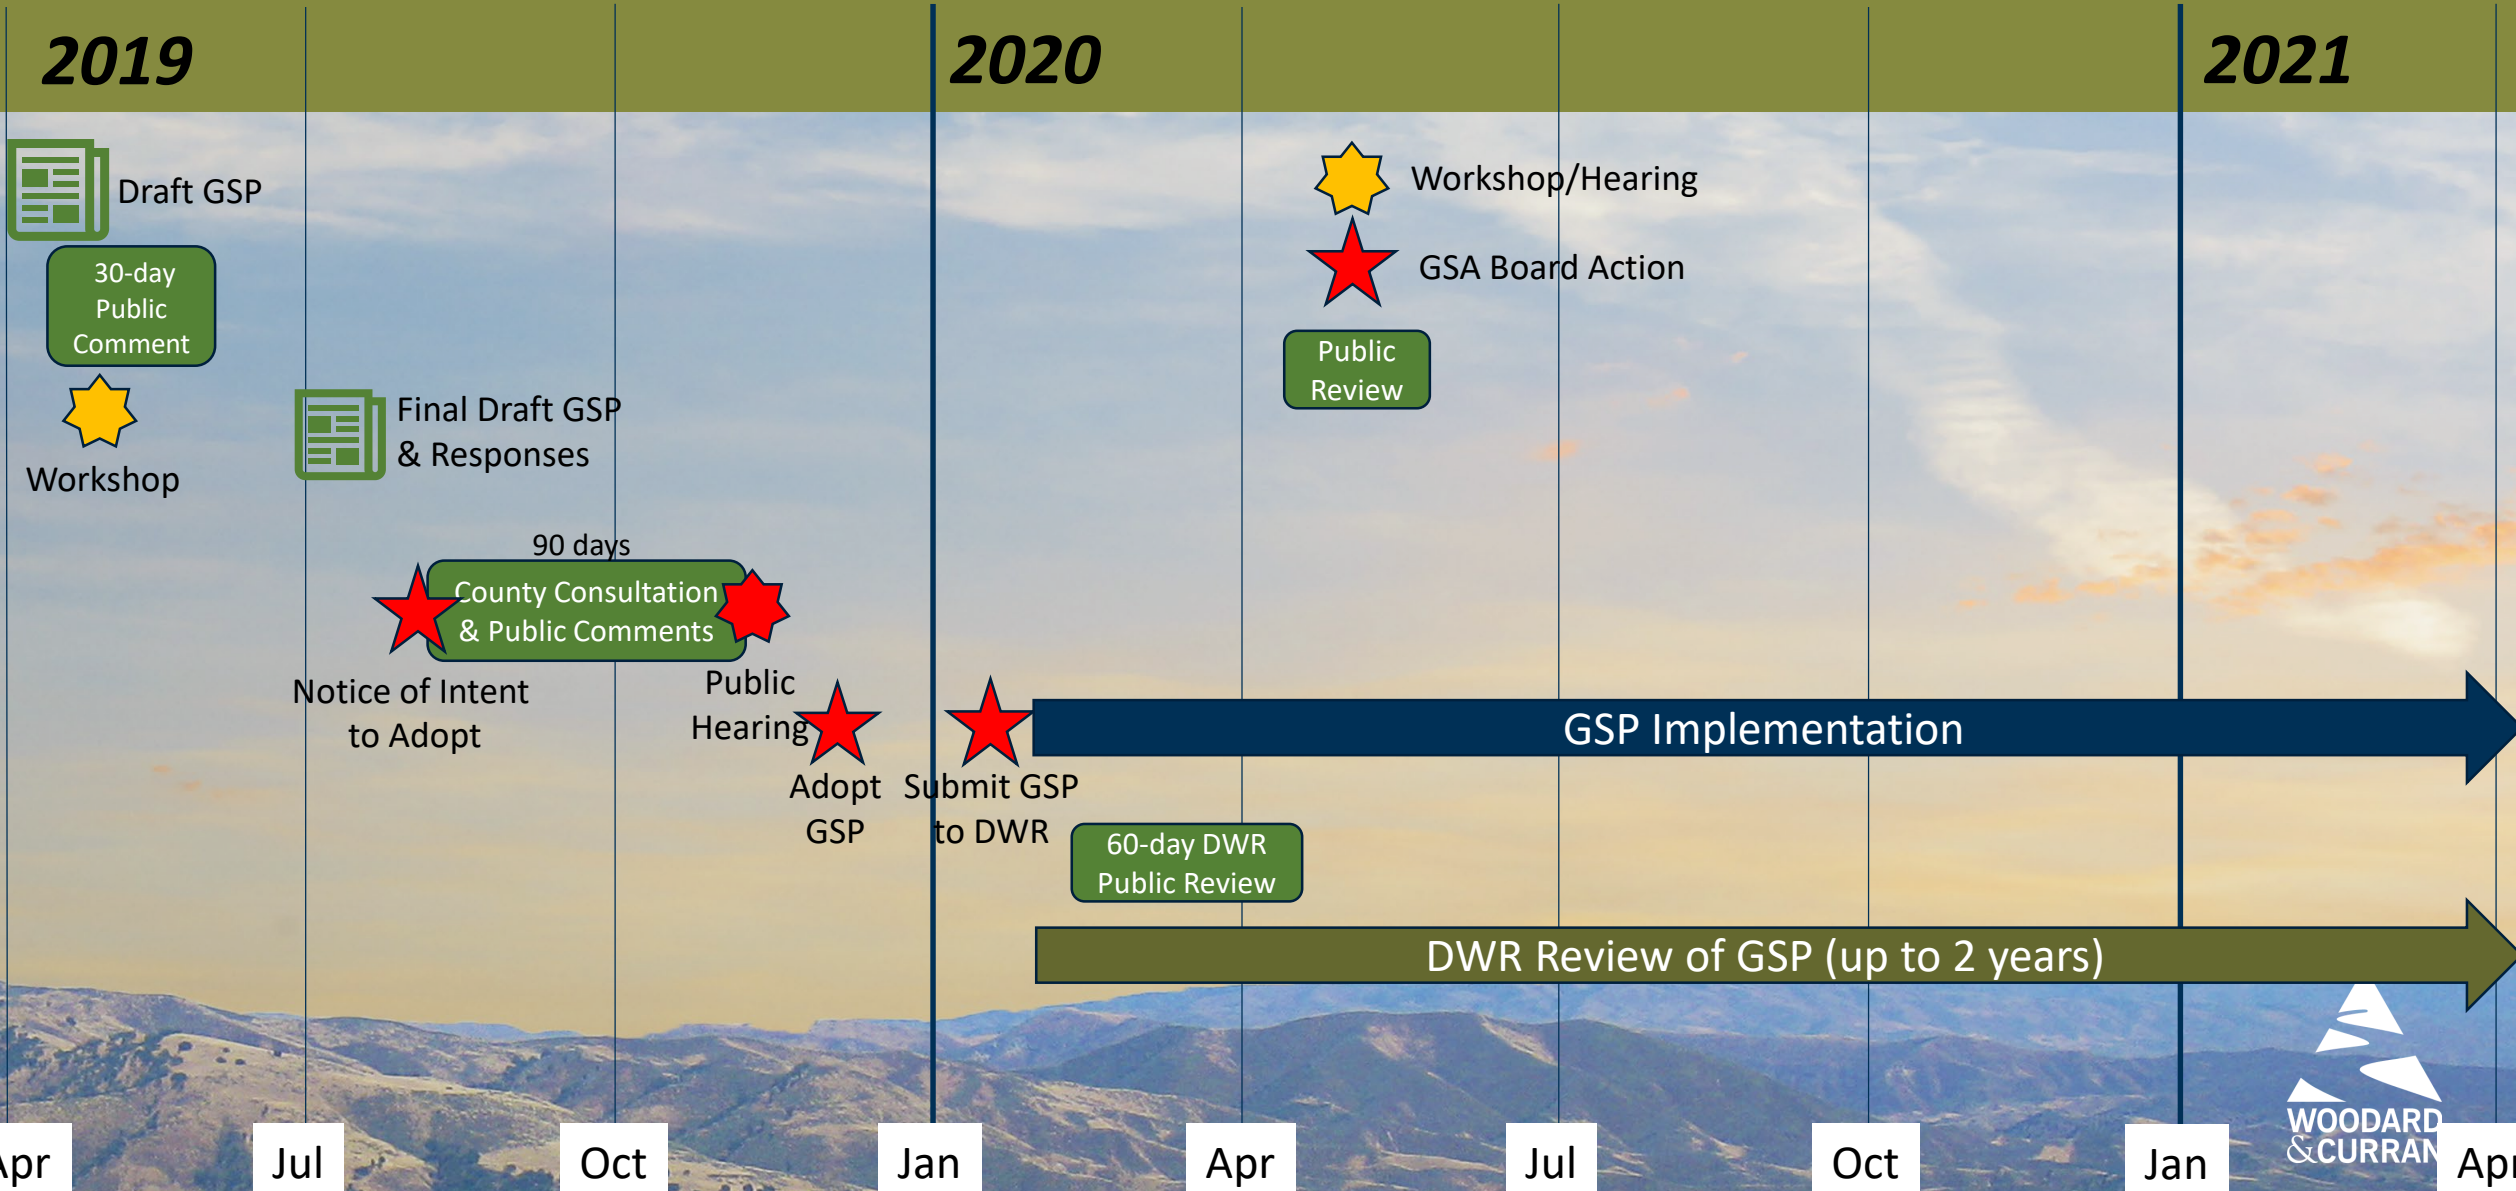 2019
2020
2021
Draft GSP
30-day
Public
Comment
Workshop
Final Draft GSP
& Responses
Workshop/Hearing
GSA Board Action
Public
Review
90 days
County Consultation
& Public Comments
Notice of Intent
to Adopt
Public
Hearing
Adopt
GSP
Submit GSP
to DWR
GSP Implementation
60-day DWR
Public Review
DWR Review of GSP (up to 2 years)
WOODARD
&CURRAN
Apr
Jul
Oct
Jan
Apr
Jul
Oct
Jan
Apr